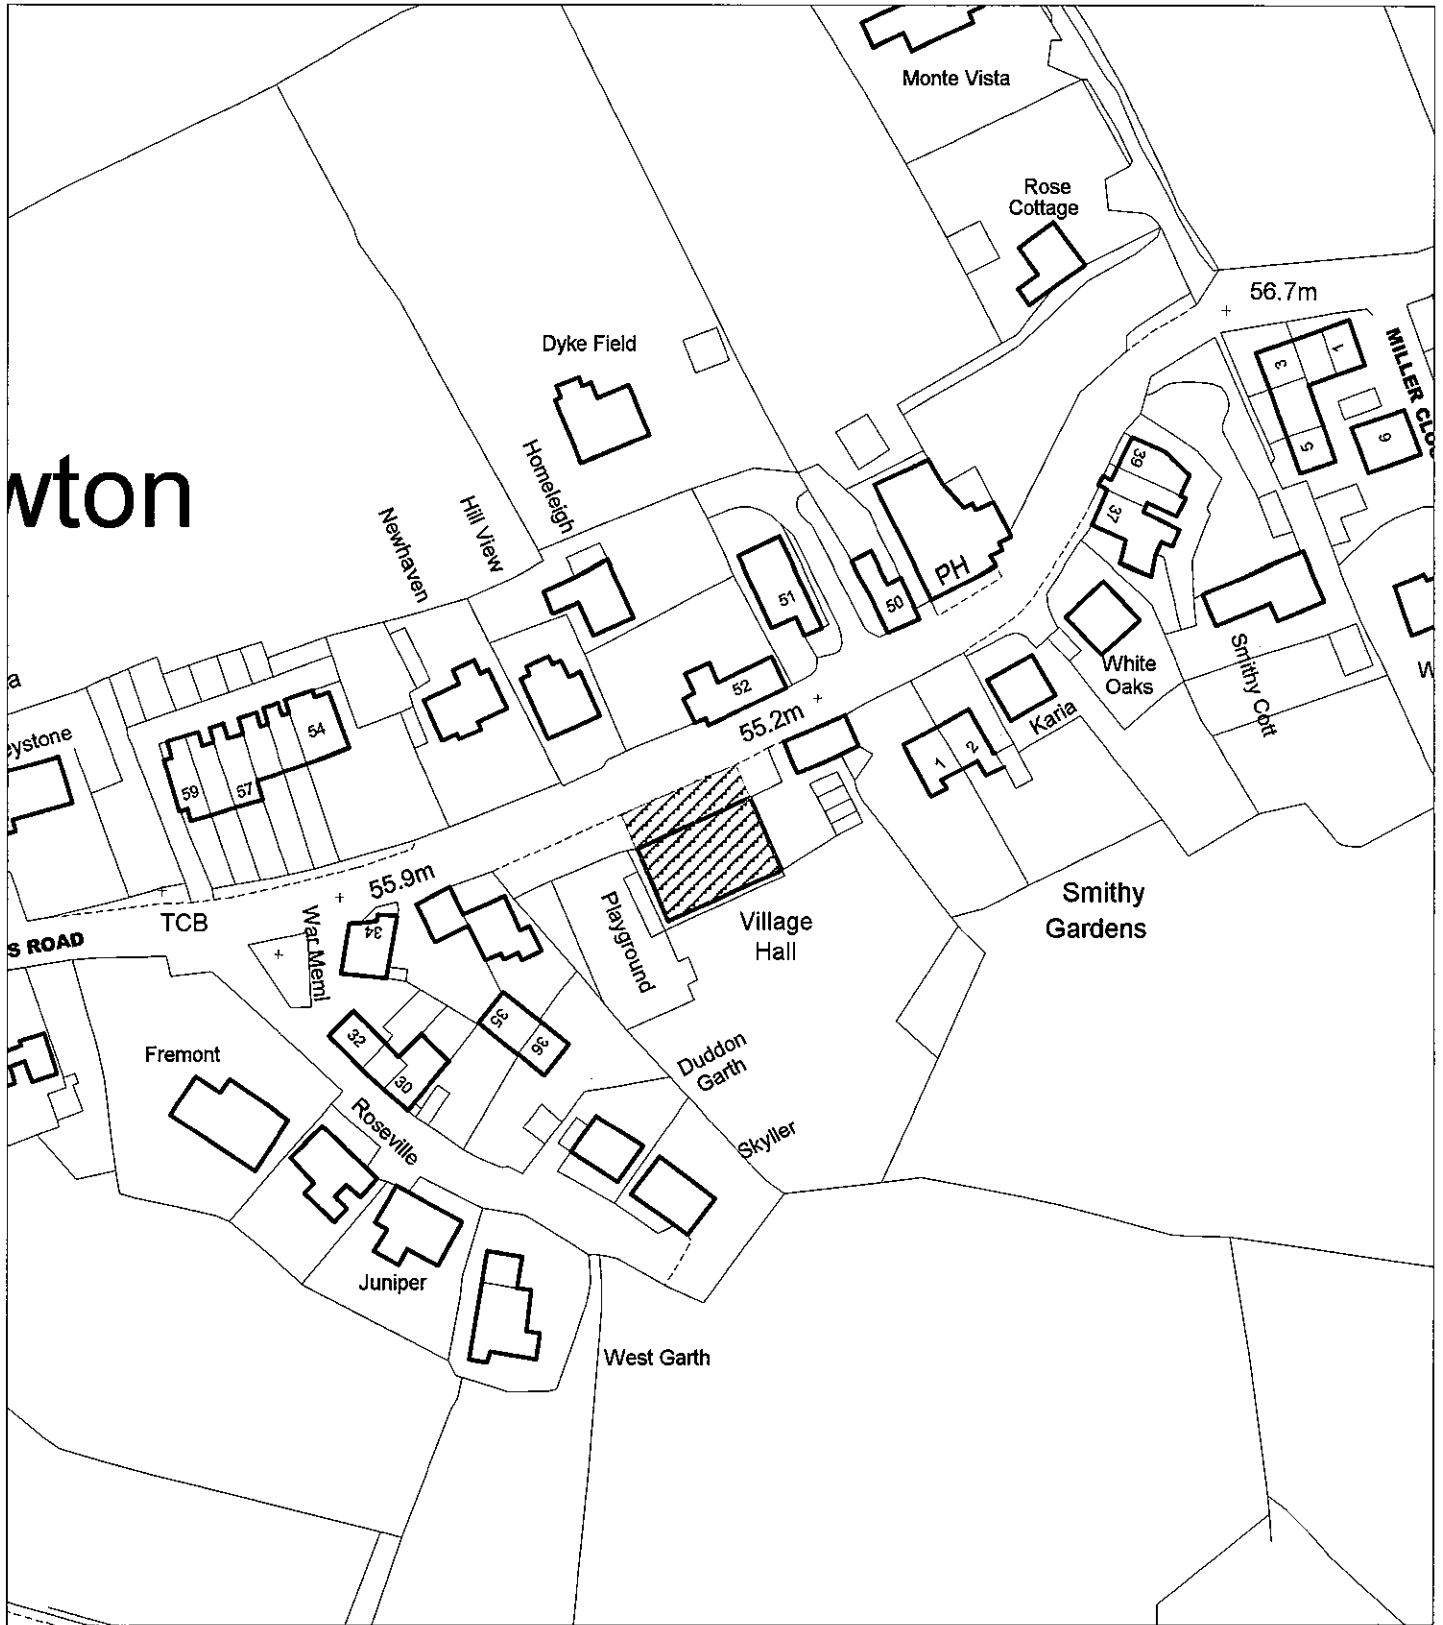 Monte Vista
Rose
Cottage
56.7m
Dyke Field
MILLER CLO
1
3
5
6
Homeleigh
Hill View
Newhaven
wton
39
37
PH
51
50
52
55.2m
White
Oaks
Smithy Cott
W
Karia
1
2
a
eystone
54
57
59
55.9m
TCB
S ROAD
War Meml
34
Playground
Village
Hall
Smithy
Gardens
35
36
32
30
Fremont
Roseville
Duddon
Garth
Skyller
Juniper
West Garth